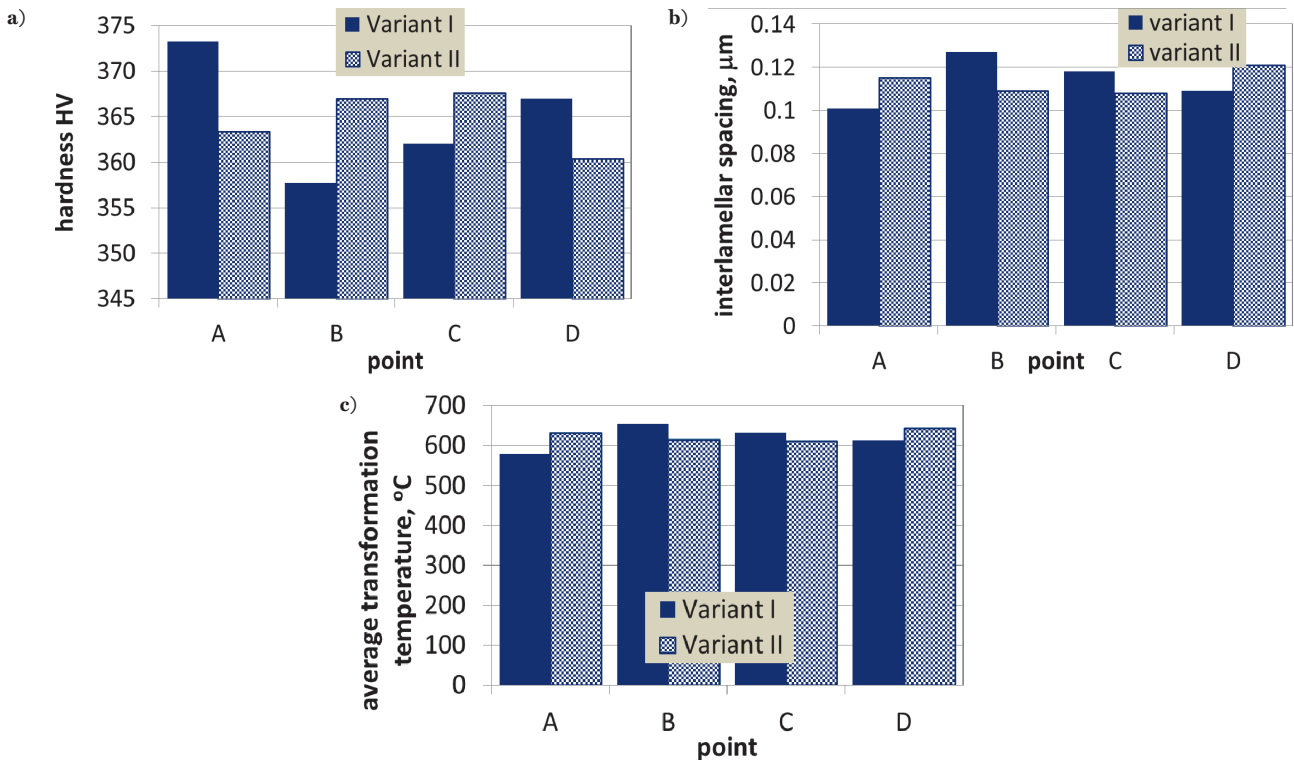 a)
hardness HV
375
370
365
360
355
350
345
Variant I
Variant II
A B C D
point
b)
interlamellar spacing, μm
0.14
0.12
0.1
0.08
0.06
0.04
0.02
0
variant I
variant II
A B point C D
c)
average transformation
temperature, ºC
700
600
500
400
300
200
100
0
Variant I
Variant II
A B C D
point